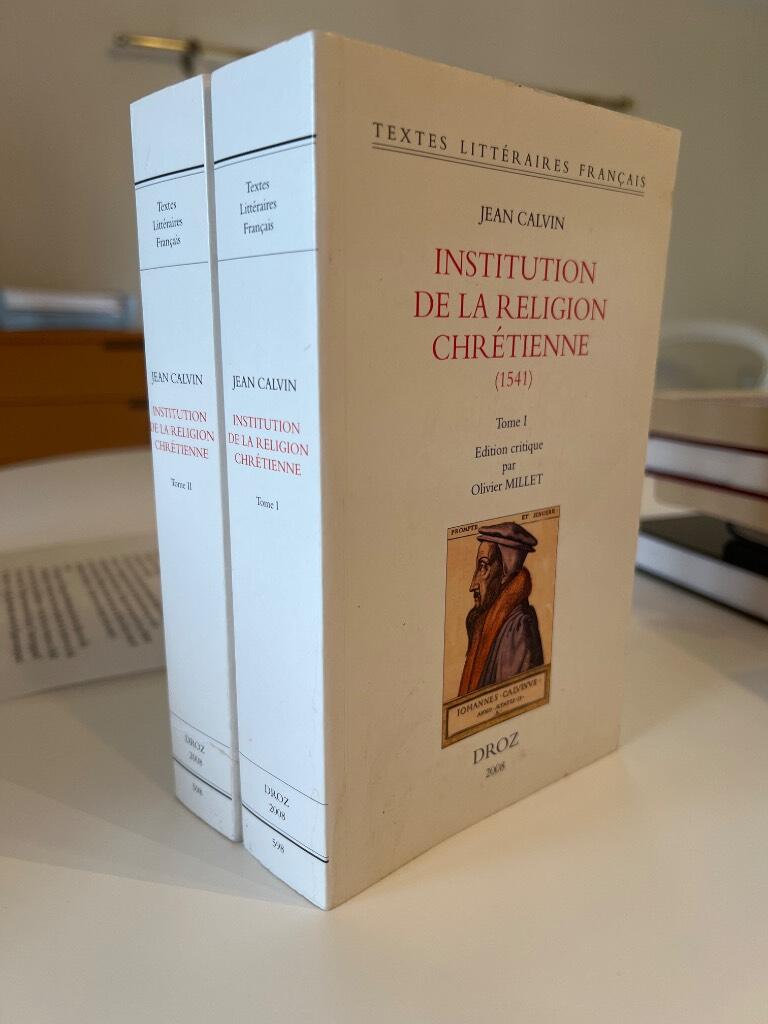 Textes
Littéraires
Français
JEAN CALVIN
INSTITUTION
DE LA RELIGION
CHRÉTIENNE
Tome II
DROZ
2008
598
Textes
Littéraires
Français
JEAN CALVIN
INSTITUTION
DE LA RELIGION
CHRÉTIENNE
Tome I
DROZ
2008
598
TEXTES LITTÉRAIRES FRANÇAIS
JEAN CALVIN
INSTITUTION
DE LA RELIGION
CHRÉTIENNE
(1541)
Tome I
Edition critique
par
Olivier MILLET
PROMPTE ET SINCERE
IOHANNES · CALVINVS ·
DROZ
2008